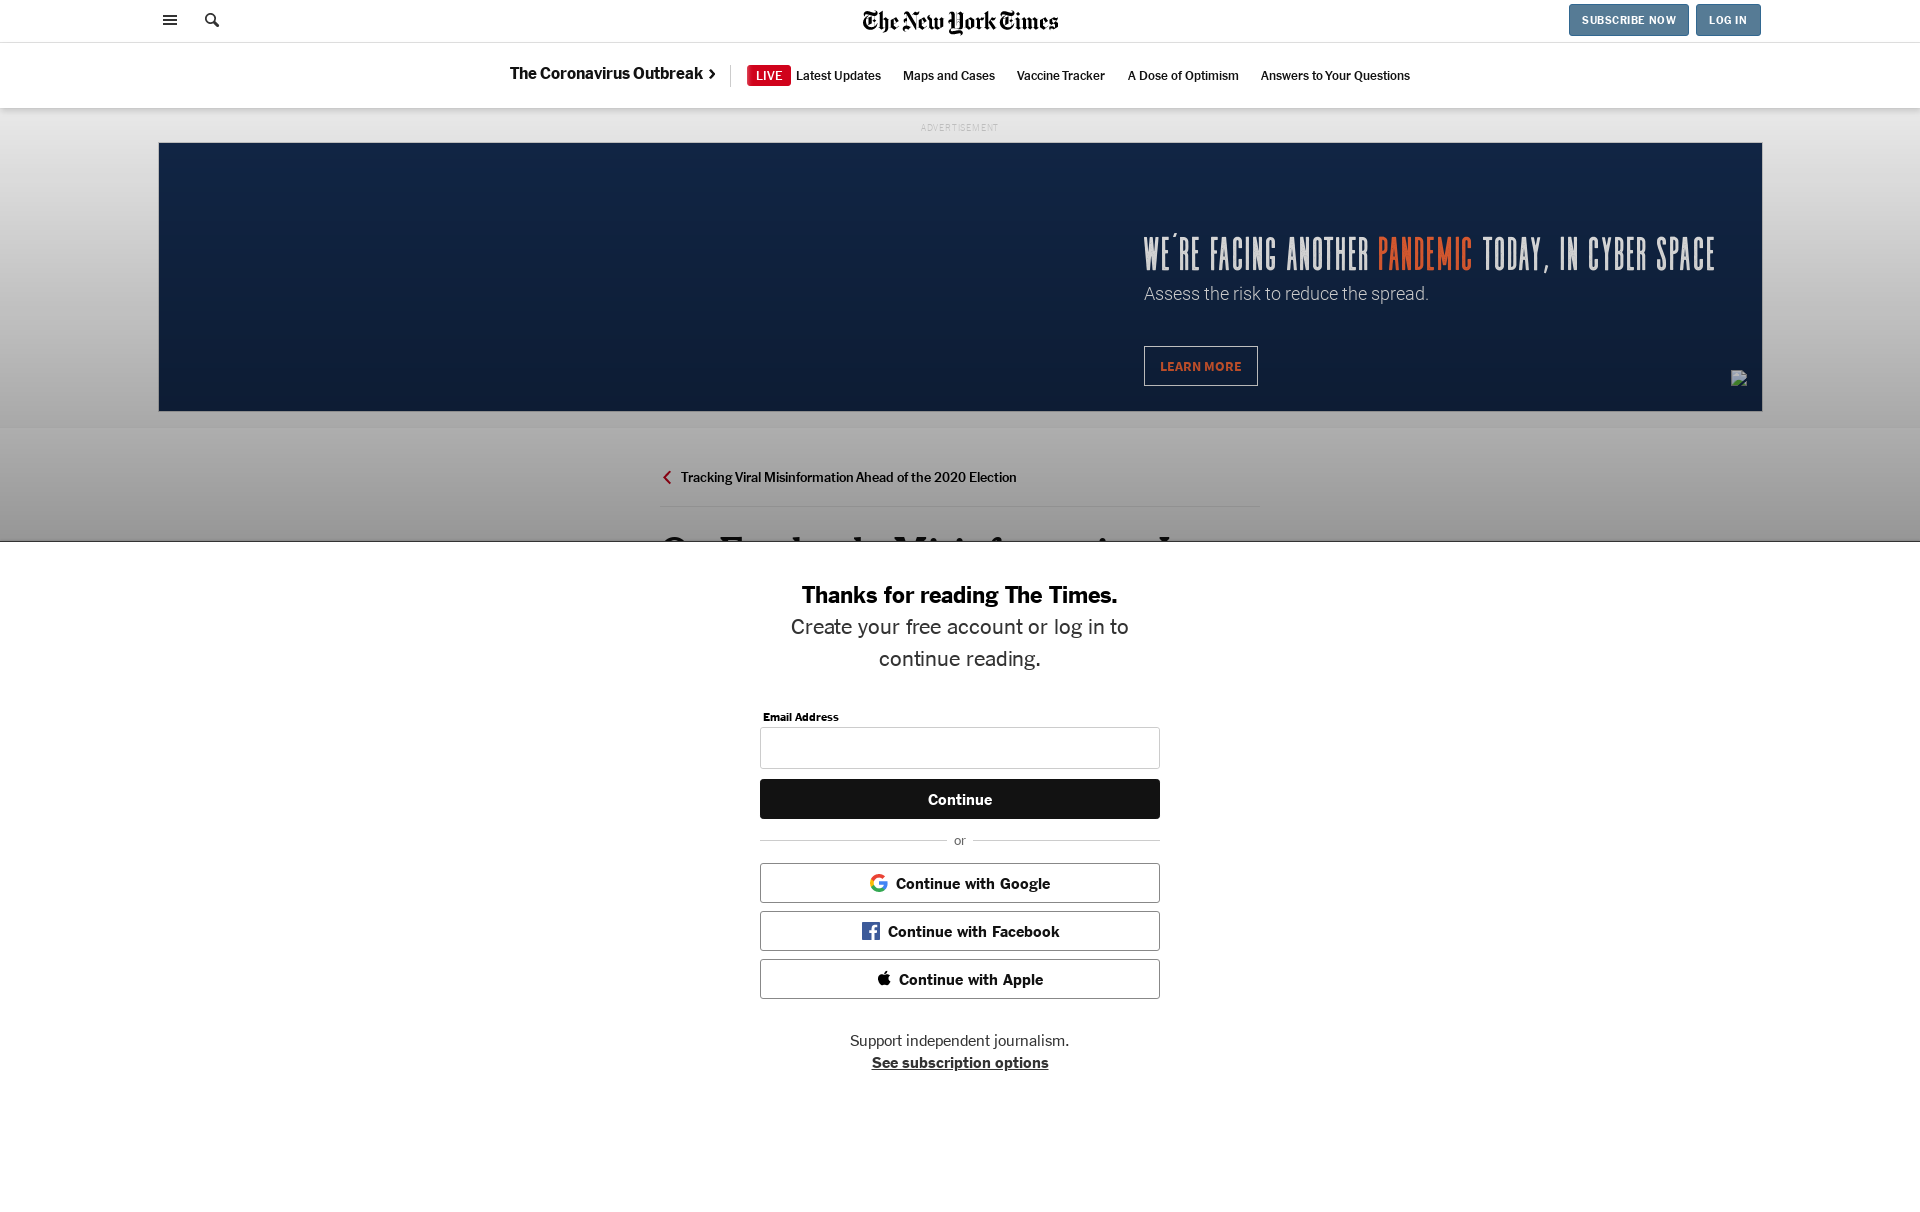 The New York Times
SUBSCRIBE NOW
LOG IN
The Coronavirus Outbreak
LIVE Latest Updates
Maps and Cases
Vaccine Tracker
A Dose of Optimism
Answers to Your Questions
ADVERTISEMENT
WE'RE FACING ANOTHER PANDEMIC TODAY, IN CYBER SPACE
Assess the risk to reduce the spread.
LEARN MORE
Tracking Viral Misinformation Ahead of the 2020 Election
Thanks for reading The Times.
Create your free account or log in to
continue reading.
Email Address
Continue
or
Continue with Google
Continue with Facebook
Continue with Apple
Support independent journalism.
See subscription options